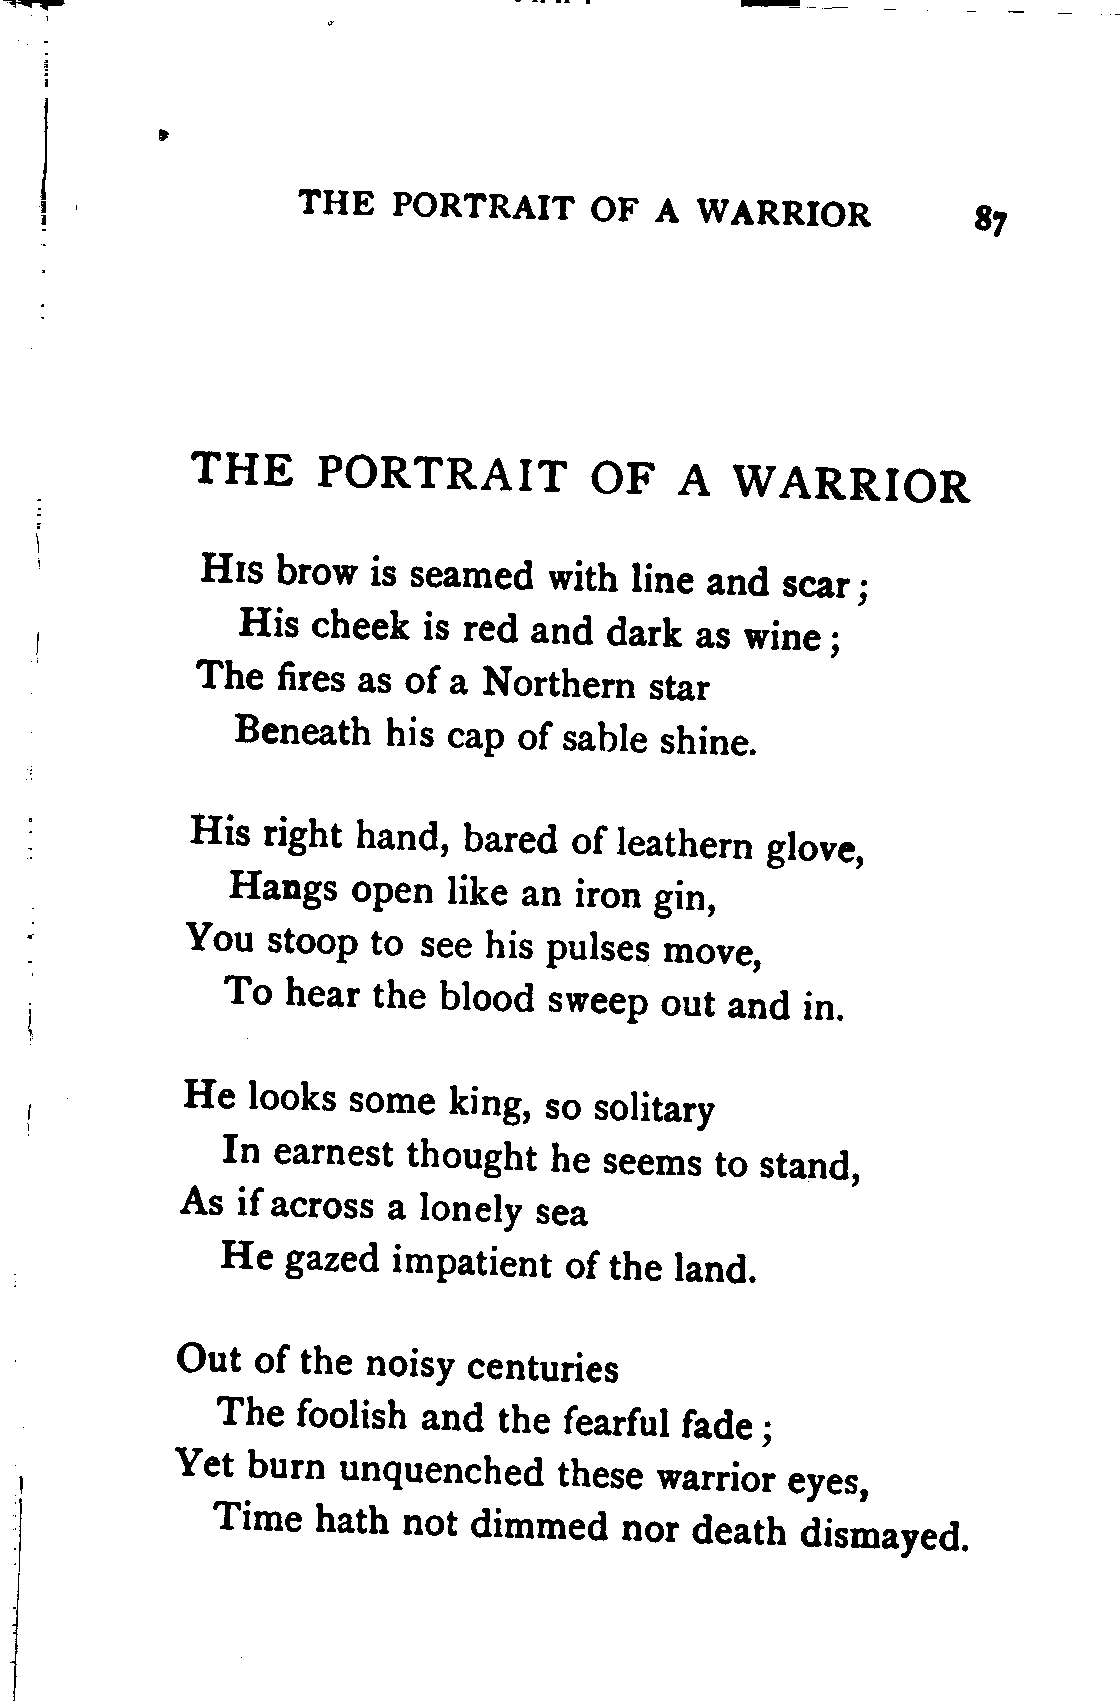 THE PORTRAIT OF A WARRIOR 87
THE PORTRAIT OF A WARRIOR
HIS brow is seamed with line and scar;
His cheek is red and dark as wine;
The fires as of a Northern star
Beneath his cap of sable shine.
His right hand, bared of leathern glove,
Hangs open like an iron gin,
You stoop to see his pulses move,
To hear the blood sweep out and in.
He looks some king, so solitary
In earnest thought he seems to stand,
As if across a lonely sea
He gazed impatient of the land.
Out of the noisy centuries
The foolish and the fearful fade;
Yet burn unquenched these warrior eyes,
Time hath not dimmed nor death dismayed.